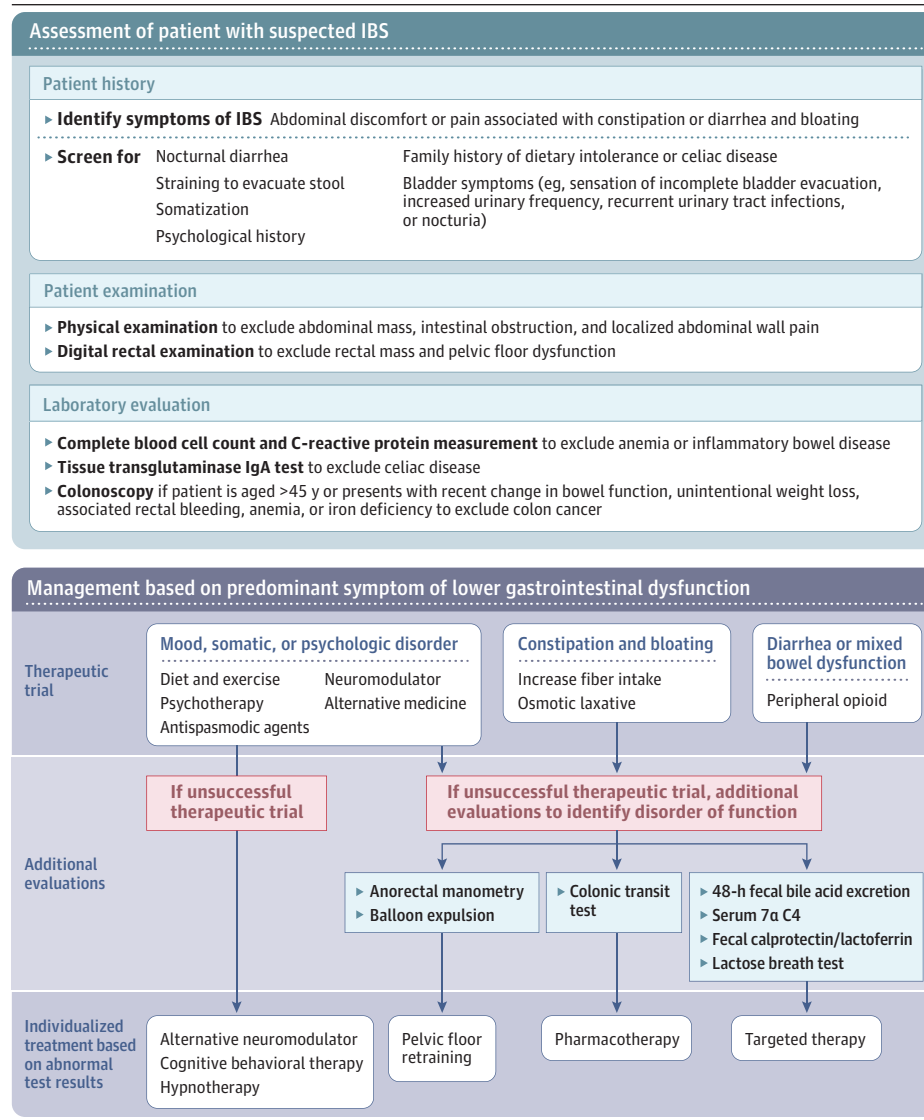 Assessment of patient with suspected IBS
Patient history
▸ Identify symptoms of IBS Abdominal discomfort or pain associated with constipation or diarrhea and bloating
▸ Screen for
Nocturnal diarrhea
Straining to evacuate stool
Somatization
Psychological history
Family history of dietary intolerance or celiac disease
Bladder symptoms (eg, sensation of incomplete bladder evacuation,
increased urinary frequency, recurrent urinary tract infections,
or nocturia)
Patient examination
▸ Physical examination to exclude abdominal mass, intestinal obstruction, and localized abdominal wall pain
▸ Digital rectal examination to exclude rectal mass and pelvic floor dysfunction
Laboratory evaluation
▸ Complete blood cell count and C-reactive protein measurement to exclude anemia or inflammatory bowel disease
▸ Tissue transglutaminase IgA test to exclude celiac disease
▸ Colonoscopy if patient is aged >45 y or presents with recent change in bowel function, unintentional weight loss,
associated rectal bleeding, anemia, or iron deficiency to exclude colon cancer
Management based on predominant symptom of lower gastrointestinal dysfunction
Therapeutic
trial
Mood, somatic, or psychologic disorder
Diet and exercise
Psychotherapy
Antispasmodic agents
Neuromodulator
Alternative medicine
Constipation and bloating
Increase fiber intake
Osmotic laxative
Diarrhea or mixed
bowel dysfunction
Peripheral opioid
Additional
evaluations
If unsuccessful
therapeutic trial
If unsuccessful therapeutic trial, additional
evaluations to identify disorder of function
▸ Anorectal manometry
▸ Balloon expulsion
▸ Colonic transit
test
▸ 48-h fecal bile acid excretion
▸ Serum 7α C4
▸ Fecal calprotectin/lactoferrin
▸ Lactose breath test
Individualized
treatment based
on abnormal
test results
Alternative neuromodulator
Cognitive behavioral therapy
Hypnotherapy
Pelvic floor
retraining
Pharmacotherapy
Targeted therapy